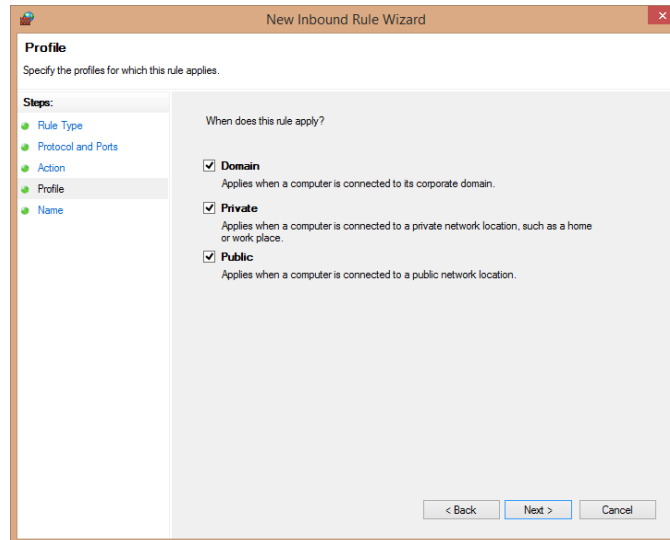 New Inbound Rule Wizard
Profile
Specify the profiles for which this rule applies.
Steps:
Rule Type
Protocol and Ports
Action
Profile
Name
When does this rule apply?
Domain
Applies when a computer is connected to its corporate domain.
Private
Applies when a computer is connected to a private network location, such as a home
or work place.
Public
Applies when a computer is connected to a public network location.
< Back
Next >
Cancel